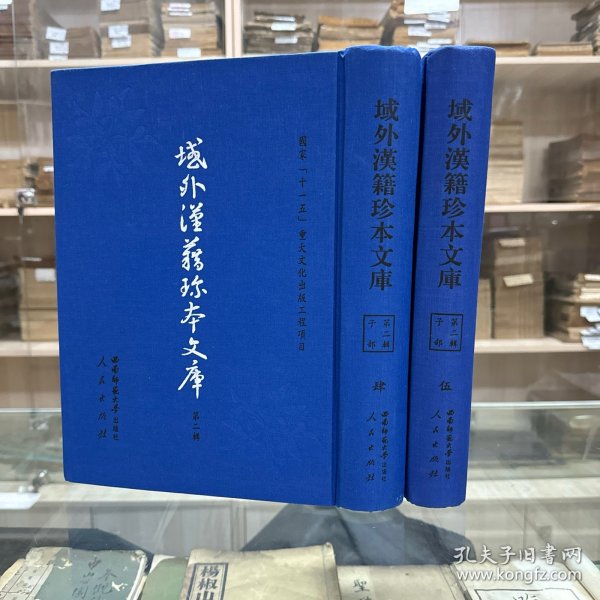 國家「十一五」重大文化出版工程項目
域外漢籍珍本文庫
第二輯
西南師範大學出版社
人民出版社
域外漢籍珍本文庫
第二輯
子部
肆
西南師範大學出版社
人民出版社
域外漢籍珍本文庫
第二輯
子部
伍
西南師範大學出版社
人民出版社
楊椒山
聖
孔夫子旧书网
www.kongfz.com